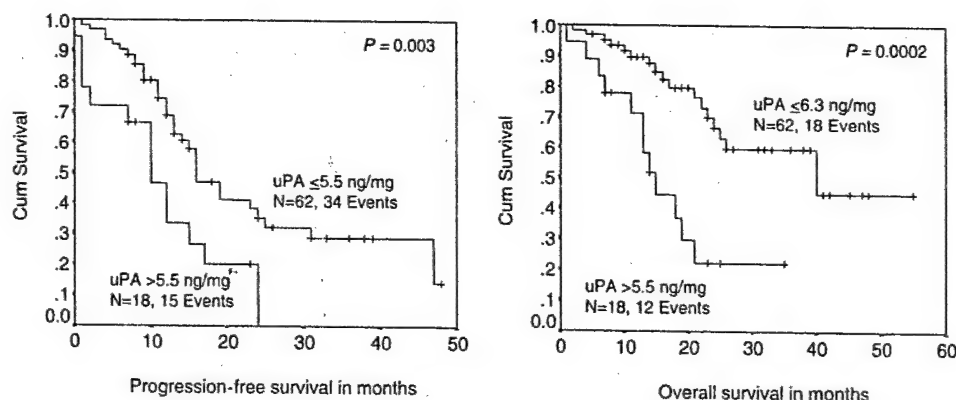 Cum Survival
1.0
.9
.8
.7
.6
.5
.4
.3
.2
.1
0.0
P = 0.003
uPA ≤5.5 ng/mg
N=62, 34 Events
uPA >5.5 ng/mg
N=18, 15 Events
0 10 20 30 40 50
Progression-free survival in months
Cum Survival
1.0
.9
.8
.7
.6
.5
.4
.3
.2
.1
0.0
P = 0.0002
uPA ≤6.3 ng/mg
N=62, 18 Events
uPA >5.5 ng/mg
N=18, 12 Events
0 10 20 30 40 50 60
Overall survival in months